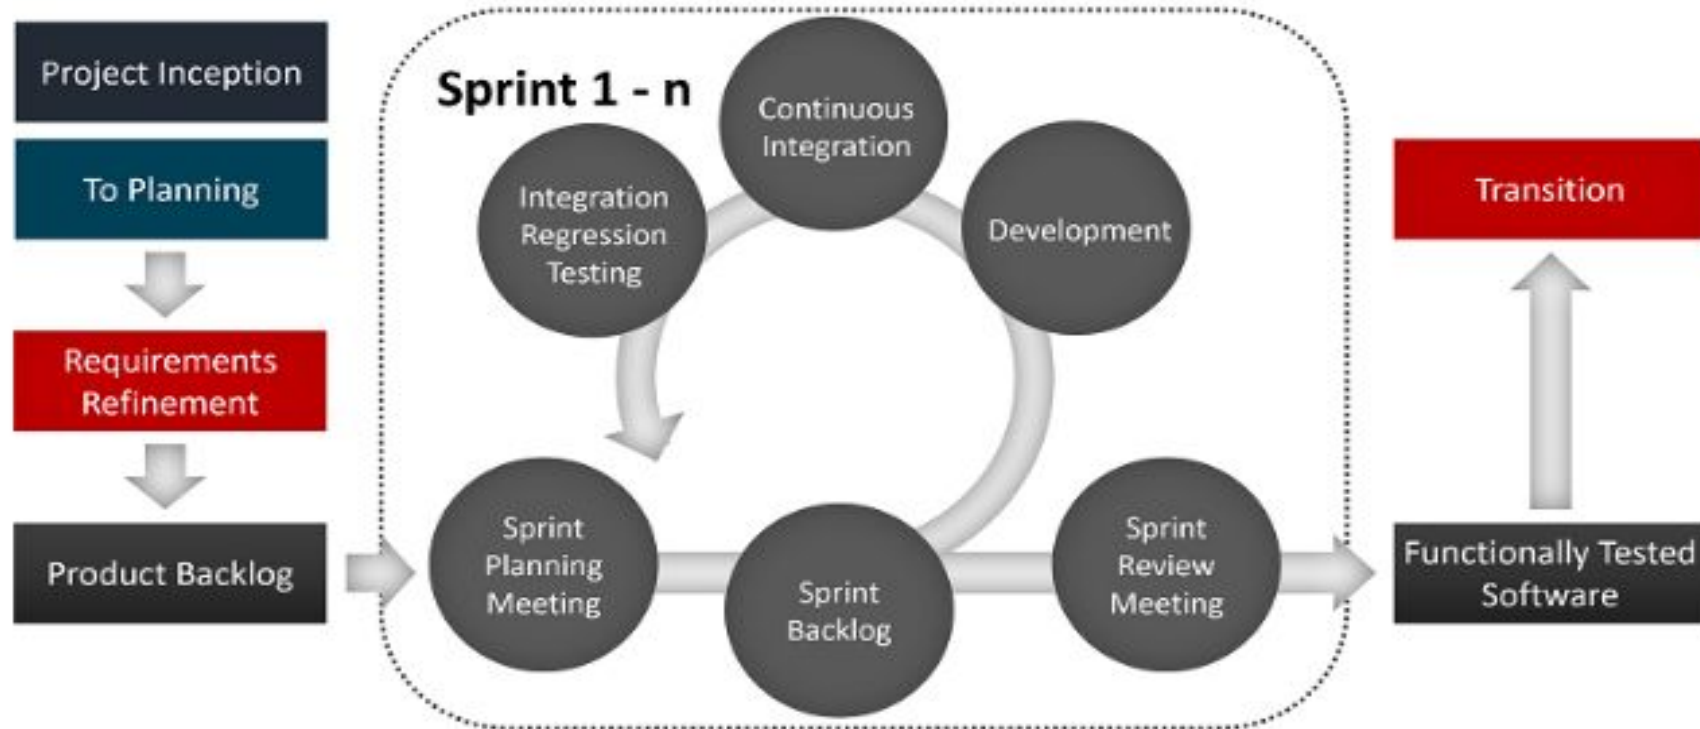 Project Inception
To Planning
Requirements
Refinement
Product Backlog
Sprint 1 - n
Continuous
Integration
Integration
Regression
Testing
Development
Sprint
Planning
Meeting
Sprint
Backlog
Sprint
Review
Meeting
Transition
Functionally Tested
Software